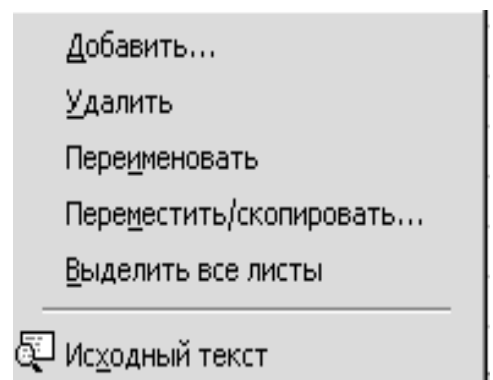 Добавить...
Удалить
Переименовать
Переместить/скопировать...
Выделить все листы
Исходный текст